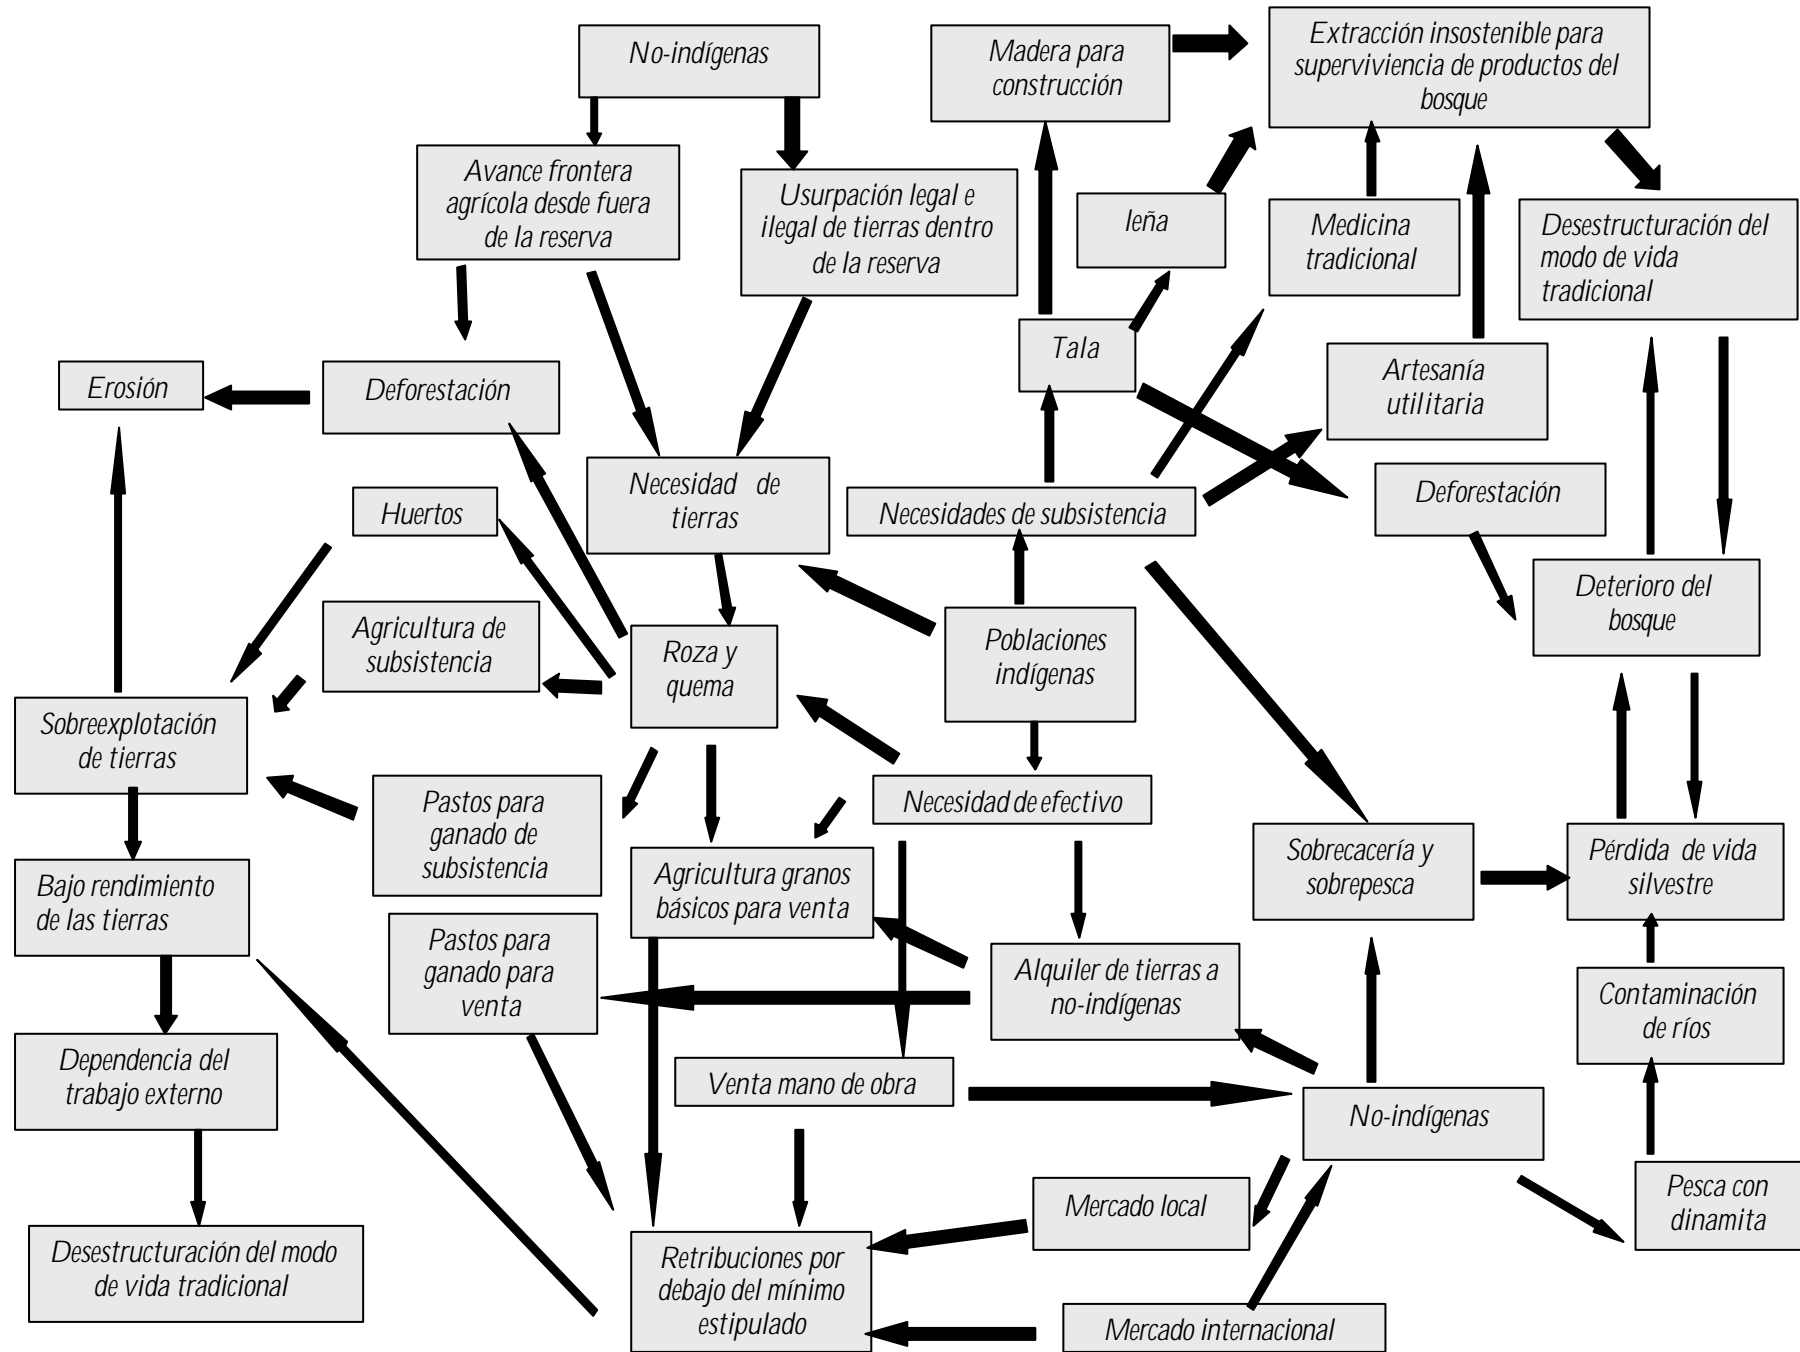 No-indígenas
Madera para
construcción
Extracción insostenible para
superviviencia de productos del
bosque
Avance frontera
agrícola desde fuera
de la reserva
Usurpación legal e
ilegal de tierras dentro
de la reserva
leña
Medicina
tradicional
Desestructuración del
modo de vida
tradicional
Tala
Artesanía
utilitaria
Erosión
Deforestación
Necesidad de
tierras
Huertos
Necesidades de subsistencia
Deforestación
Agricultura de
subsistencia
Roza y
quema
Poblaciones
indígenas
Deterioro del
bosque
Sobreexplotación
de tierras
Pastos para
ganado de
subsistencia
Necesidad de efectivo
Agricultura granos
básicos para venta
Sobrecacería y
sobrepesca
Pérdida de vida
silvestre
Bajo rendimiento
de las tierras
Pastos para
ganado para
venta
Alquiler de tierras a
no-indígenas
Contaminación
de ríos
Dependencia del
trabajo externo
Venta mano de obra
No-indígenas
Mercado local
Pesca con
dinamita
Desestructuración del modo
de vida tradicional
Retribuciones por
debajo del mínimo
estipulado
Mercado internacional